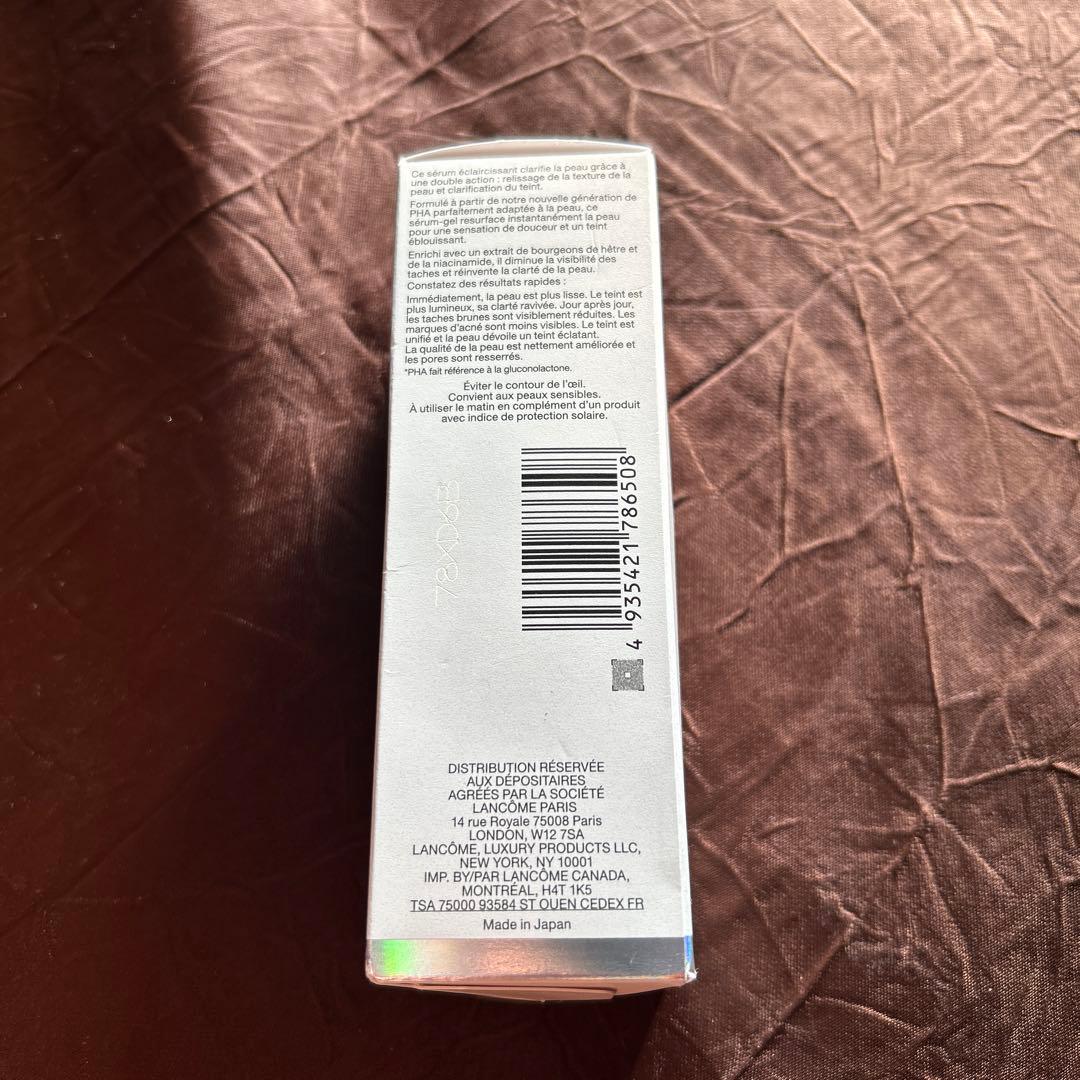 Ce sérum éclaircissant clarifie la peau grâce à
une double action : relissage de la texture de la
peau et clarification du teint.
Formulé à partir de notre nouvelle génération de
PHA parfaitement adaptée à la peau, ce
sérum-gel resurface instantanément la peau
pour une sensation de douceur et un teint
éblouissant.
Enrichi avec un extrait de bourgeons de hêtre et
de la niacinamide, il diminue la visibilité des
taches et réinvente la clarté de la peau.
Constatez des résultats rapides :
Immédiatement, la peau est plus lisse. Le teint est
plus lumineux, sa clarté ravivée. Jour après jour,
les taches brunes sont visiblement réduites. Les
marques d'acné sont moins visibles. Le teint est
unifié et la peau dévoile un teint éclatant.
La qualité de la peau est nettement améliorée et
les pores sont resserrés.
*PHA fait référence à la gluconolactone.
Éviter le contour de l'œil.
Convient aux peaux sensibles.
À utiliser le matin en complément d'un produit
avec indice de protection solaire.
78XD6B
4 935421 786508
DISTRIBUTION RÉSERVÉE
AUX DÉPOSITAIRES
AGRÉÉS PAR LA SOCIÉTÉ
LANCÔME PARIS
14 rue Royale 75008 Paris
LONDON, W12 7SA
LANCÔME, LUXURY PRODUCTS LLC,
NEW YORK, NY 10001
IMP. BY/PAR LANCÔME CANADA,
MONTRÉAL, H4T 1K5
TSA 75000 93584 ST OUEN CEDEX FR
Made in Japan